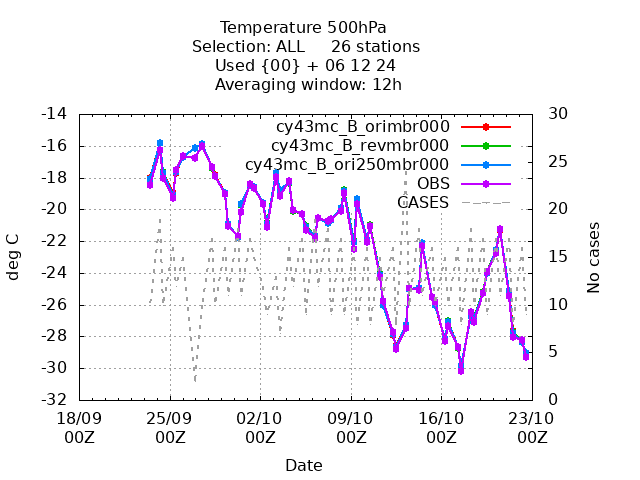 Temperature 500hPa
Selection: ALL 26 stations
Used {00} + 06 12 24
Averaging window: 12h
cy43mc_B_orimbr000
cy43mc_B_revmbr000
cy43mc_B_ori250mbr000
OBS
CASES
-14
-16
-18
-20
-22
-24
-26
-28
-30
-32
deg C
30
25
20
15
10
5
0
No cases
18/09 25/09 02/10 09/10 16/10 23/10
00Z 00Z 00Z 00Z 00Z 00Z
Date